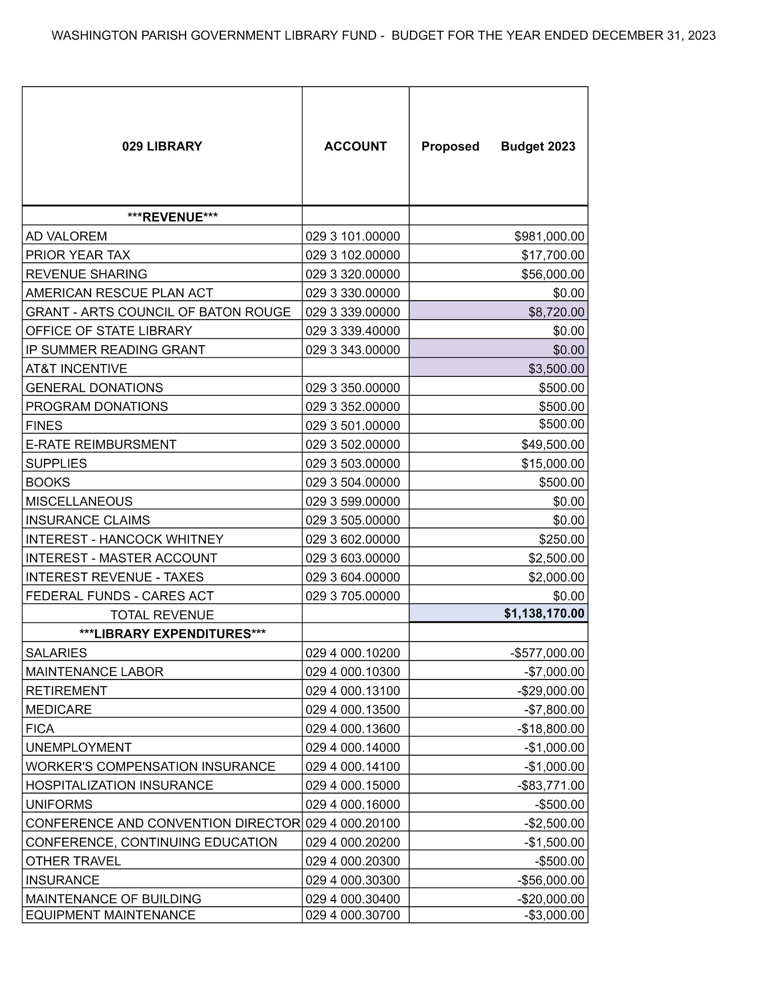 WASHINGTON PARISH GOVERNMENT LIBRARY FUND - BUDGET FOR THE YEAR ENDED DECEMBER 31, 2023
029 LIBRARY ACCOUNT Proposed Budget 2023
***REVENUE***
AD VALOREM 029 3 101.00000 $981,000.00
PRIOR YEAR TAX 029 3 102.00000 $17,700.00
REVENUE SHARING 029 3 320.00000 $56,000.00
AMERICAN RESCUE PLAN ACT 029 3 330.00000 $0.00
GRANT - ARTS COUNCIL OF BATON ROUGE 029 3 339.00000 $8,720.00
OFFICE OF STATE LIBRARY 029 3 339.40000 $0.00
IP SUMMER READING GRANT 029 3 343.00000 $0.00
AT&T INCENTIVE $3,500.00
GENERAL DONATIONS 029 3 350.00000 $500.00
PROGRAM DONATIONS 029 3 352.00000 $500.00
FINES 029 3 501.00000 $500.00
E-RATE REIMBURSMENT 029 3 502.00000 $49,500.00
SUPPLIES 029 3 503.00000 $15,000.00
BOOKS 029 3 504.00000 $500.00
MISCELLANEOUS 029 3 599.00000 $0.00
INSURANCE CLAIMS 029 3 505.00000 $0.00
INTEREST - HANCOCK WHITNEY 029 3 602.00000 $250.00
INTEREST - MASTER ACCOUNT 029 3 603.00000 $2,500.00
INTEREST REVENUE - TAXES 029 3 604.00000 $2,000.00
FEDERAL FUNDS - CARES ACT 029 3 705.00000 $0.00
TOTAL REVENUE $1,138,170.00
***LIBRARY EXPENDITURES***
SALARIES 029 4 000.10200 -$577,000.00
MAINTENANCE LABOR 029 4 000.10300 -$7,000.00
RETIREMENT 029 4 000.13100 -$29,000.00
MEDICARE 029 4 000.13500 -$7,800.00
FICA 029 4 000.13600 -$18,800.00
UNEMPLOYMENT 029 4 000.14000 -$1,000.00
WORKER'S COMPENSATION INSURANCE 029 4 000.14100 -$1,000.00
HOSPITALIZATION INSURANCE 029 4 000.15000 -$83,771.00
UNIFORMS 029 4 000.16000 -$500.00
CONFERENCE AND CONVENTION DIRECTOR 029 4 000.20100 -$2,500.00
CONFERENCE, CONTINUING EDUCATION 029 4 000.20200 -$1,500.00
OTHER TRAVEL 029 4 000.20300 -$500.00
INSURANCE 029 4 000.30300 -$56,000.00
MAINTENANCE OF BUILDING 029 4 000.30400 -$20,000.00
EQUIPMENT MAINTENANCE 029 4 000.30700 -$3,000.00